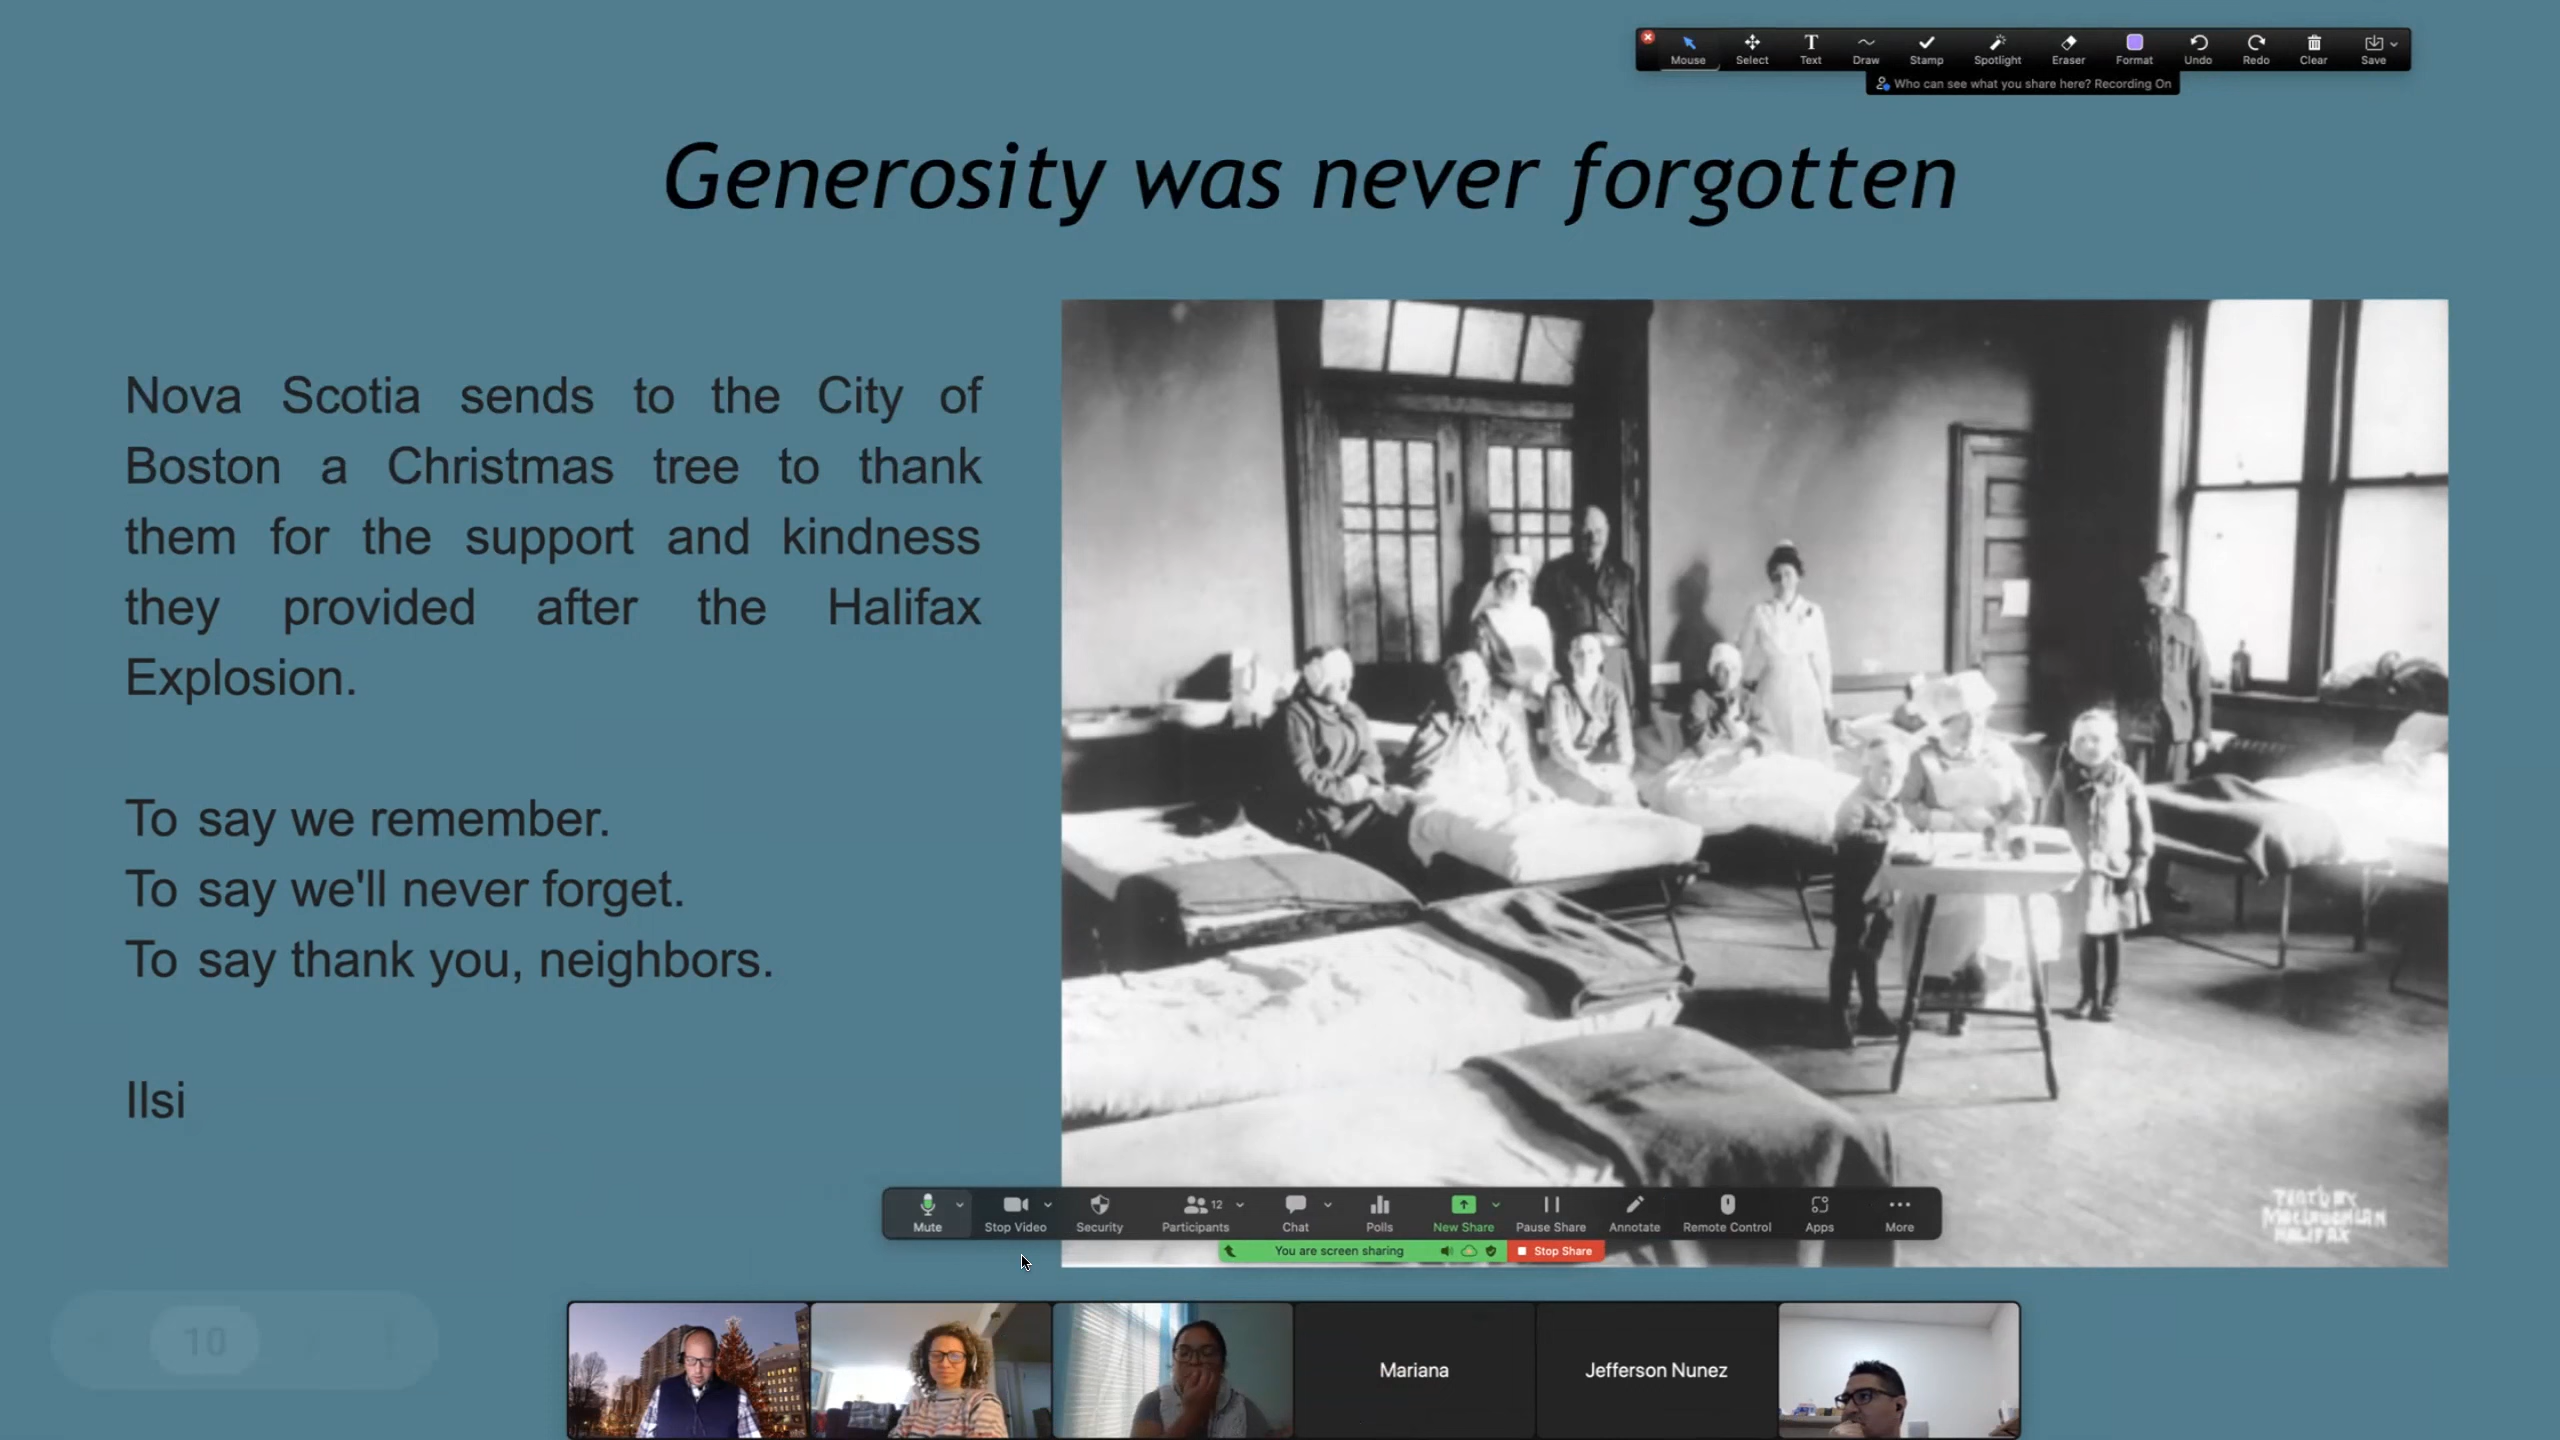 Mouse Select Text Draw Stamp Spotlight Eraser Format Undo Redo Clear Save
Who can see what you share here? Recording On
Generosity was never forgotten
Nova Scotia sends to the City of
Boston a Christmas tree to thank
them for the support and kindness
they provided after the Halifax
Explosion.
To say we remember.
To say we'll never forget.
To say thank you, neighbors.
Ilsi
MACLAUGHLAN
HALIFAX
Mute Stop Video Security Participants 12 Chat Polls New Share Pause Share Annotate Remote Control Apps More
You are screen sharing Stop Share
10
Mariana
Jefferson Nunez